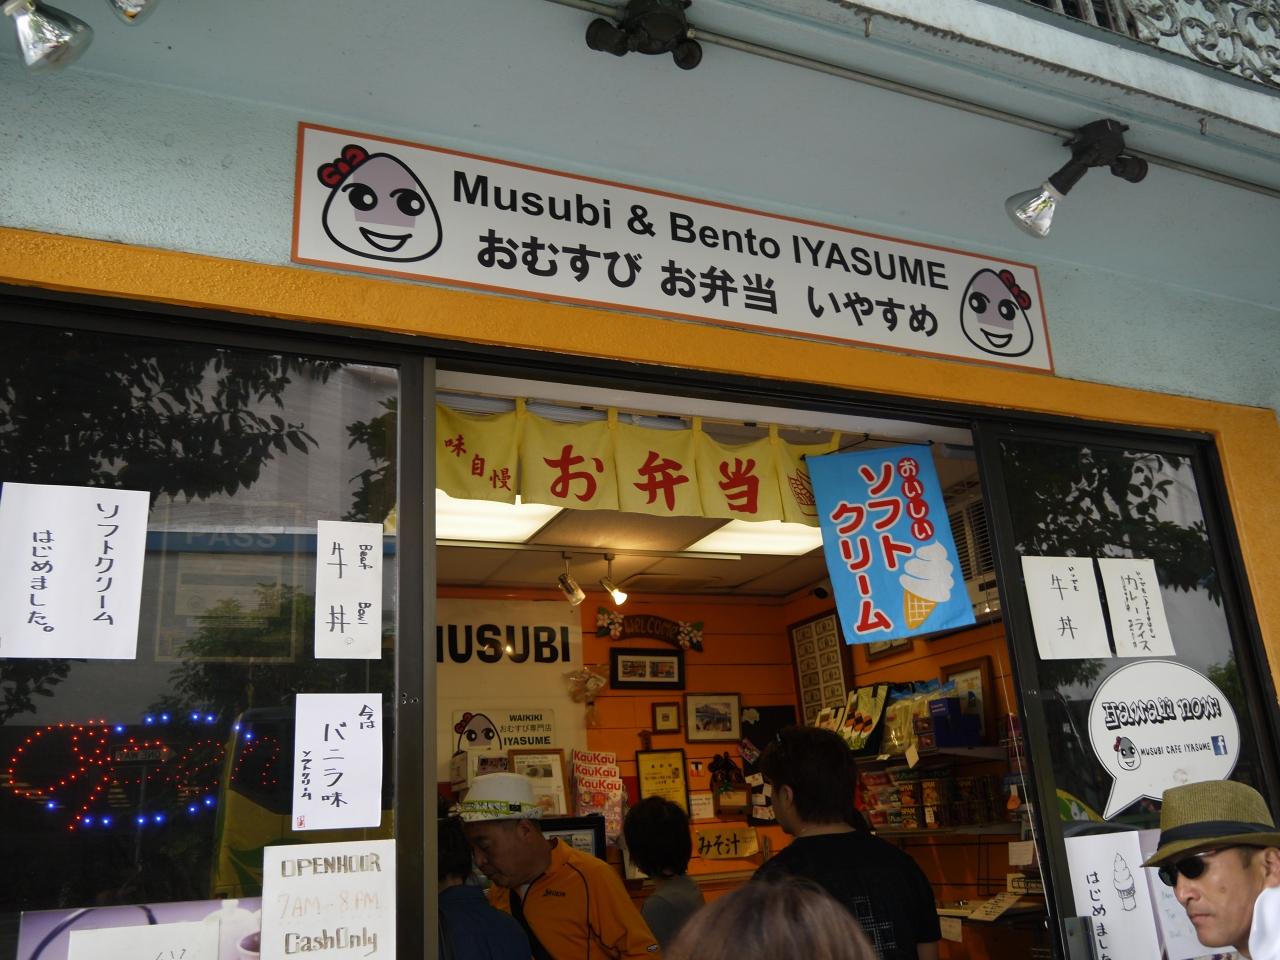 Musubi & Bento IYASUME
おむすび お弁当 いやすめ
味自慢
お弁当
おいしい
ソフト
クリーム
ソフトクリーム
はじめました。
Beef Bowl
牛丼
今は
バニラ味
ソフトクリーム
OPENHOUR
7AM-8PM
Cash Only
open
PASS
MUSUBI
WELCOME
WAIKIKI
おむすび専門店
IYASUME
KauKau
KauKau
KauKau
みそ汁
牛丼
カレーライス
Hawaii now!
MUSUBI CAFE IYASUME
はじめました